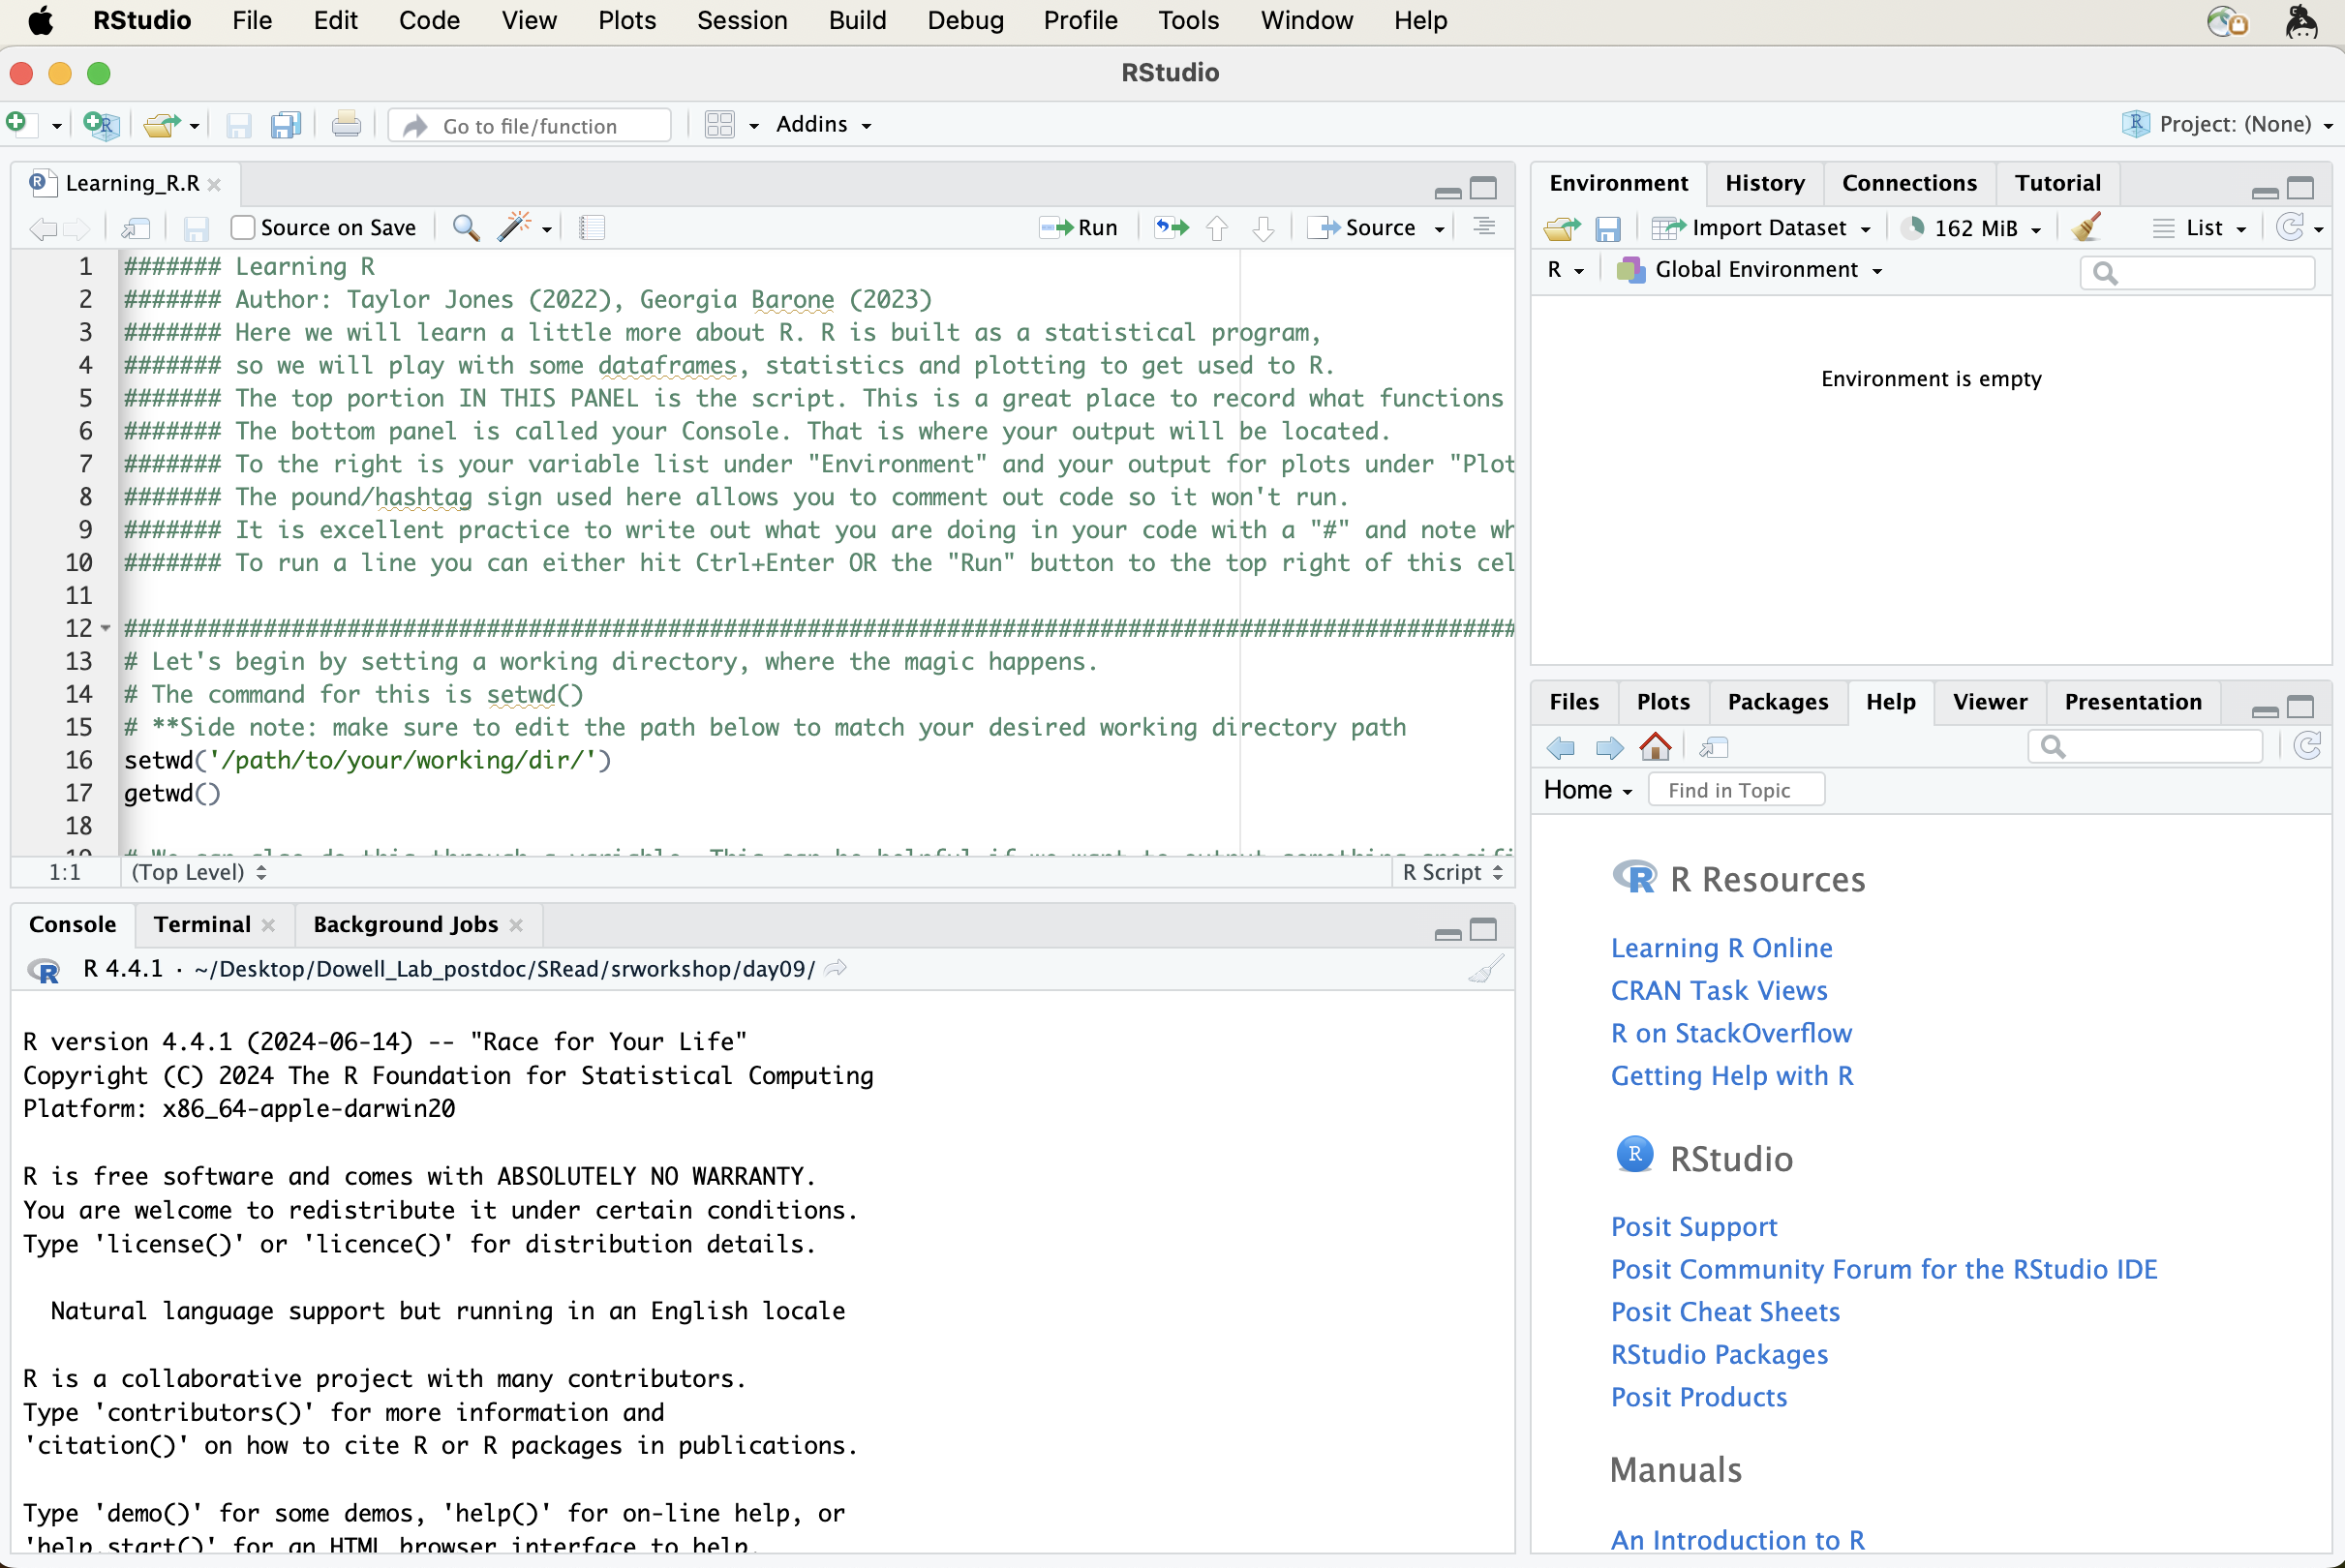 RStudio File Edit Code View Plots Session Build Debug Profile Tools Window Help
RStudio
Go to file/function Addins Project: (None)
Learning_R.R
Source on Save Run Source
1 ####### Learning R
2 ####### Author: Taylor Jones (2022), Georgia Barone (2023)
3 ####### Here we will learn a little more about R. R is built as a statistical program,
4 ####### so we will play with some dataframes, statistics and plotting to get used to R.
5 ####### The top portion IN THIS PANEL is the script. This is a great place to record what functions
6 ####### The bottom panel is called your Console. That is where your output will be located.
7 ####### To the right is your variable list under "Environment" and your output for plots under "Plot
8 ####### The pound/hashtag sign used here allows you to comment out code so it won't run.
9 ####### It is excellent practice to write out what you are doing in your code with a "#" and note wh
10 ####### To run a line you can either hit Ctrl+Enter OR the "Run" button to the top right of this cel
11
12 ####################################################################################################
13 # Let's begin by setting a working directory, where the magic happens.
14 # The command for this is setwd()
15 # **Side note: make sure to edit the path below to match your desired working directory path
16 setwd('/path/to/your/working/dir/')
17 getwd()
18
19 # We can also do this through a variable. This can be helpful if we want to output something specifi
1:1 (Top Level) R Script
Console Terminal Background Jobs
R 4.4.1 · ~/Desktop/Dowell_Lab_postdoc/SRead/srworkshop/day09/
R version 4.4.1 (2024-06-14) -- "Race for Your Life"
Copyright (C) 2024 The R Foundation for Statistical Computing
Platform: x86_64-apple-darwin20
R is free software and comes with ABSOLUTELY NO WARRANTY.
You are welcome to redistribute it under certain conditions.
Type 'license()' or 'licence()' for distribution details.
Natural language support but running in an English locale
R is a collaborative project with many contributors.
Type 'contributors()' for more information and
'citation()' on how to cite R or R packages in publications.
Type 'demo()' for some demos, 'help()' for on-line help, or
'help.start()' for an HTML browser interface to help.
Environment History Connections Tutorial
Import Dataset 162 MiB List
R Global Environment
Environment is empty
Files Plots Packages Help Viewer Presentation
Home Find in Topic
R Resources
Learning R Online
CRAN Task Views
R on StackOverflow
Getting Help with R
RStudio
Posit Support
Posit Community Forum for the RStudio IDE
Posit Cheat Sheets
RStudio Packages
Posit Products
Manuals
An Introduction to R